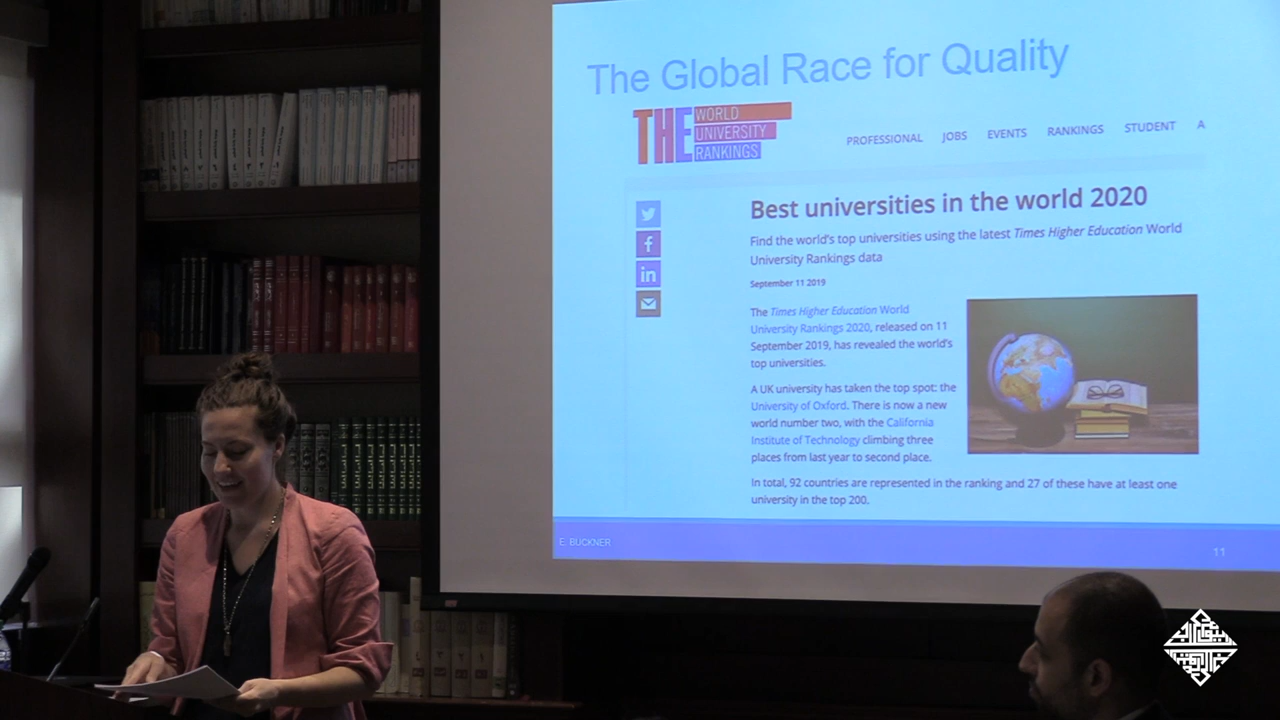 The Global Race for Quality
THE WORLD
UNIVERSITY
RANKINGS
PROFESSIONAL JOBS EVENTS RANKINGS STUDENT A
Best universities in the world 2020
Find the world's top universities using the latest Times Higher Education World
University Rankings data
September 11 2019
The Times Higher Education World
University Rankings 2020, released on 11
September 2019, has revealed the world's
top universities.
A UK university has taken the top spot: the
University of Oxford. There is now a new
world number two, with the California
Institute of Technology climbing three
places from last year to second place.
In total, 92 countries are represented in the ranking and 27 of these have at least one
university in the top 200.
E. BUCKNER
11